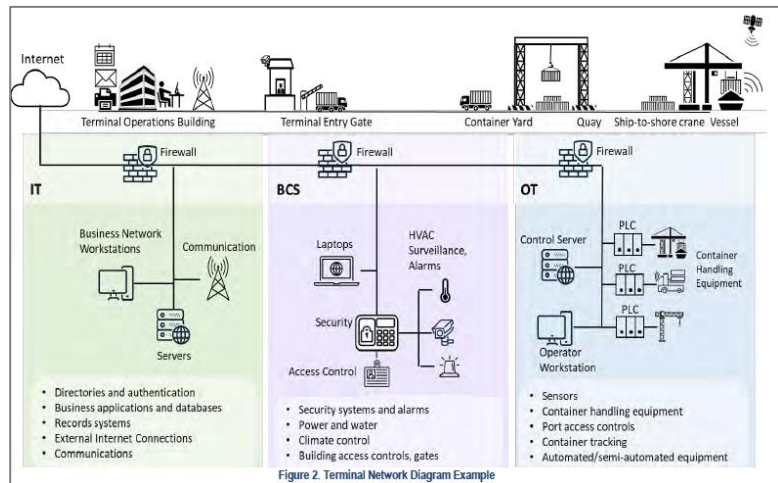 Internet
Terminal Operations Building
Terminal Entry Gate
Container Yard
Quay
Ship-to-shore crane
Vessel
Firewall
Firewall
Firewall
IT
Business Network
Workstations
Communication
Servers
• Directories and authentication
• Business applications and databases
• Records systems
• External Internet Connections
• Communications
BCS
Laptops
HVAC
Surveillance,
Alarms
Security
Access Control
• Security systems and alarms
• Power and water
• Climate control
• Building access controls, gates
OT
Control Server
PLC
PLC
PLC
Container
Handling
Equipment
Operator
Workstation
• Sensors
• Container handling equipment
• Port access controls
• Container tracking
• Automated/semi-automated equipment
Figure 2. Terminal Network Diagram Example